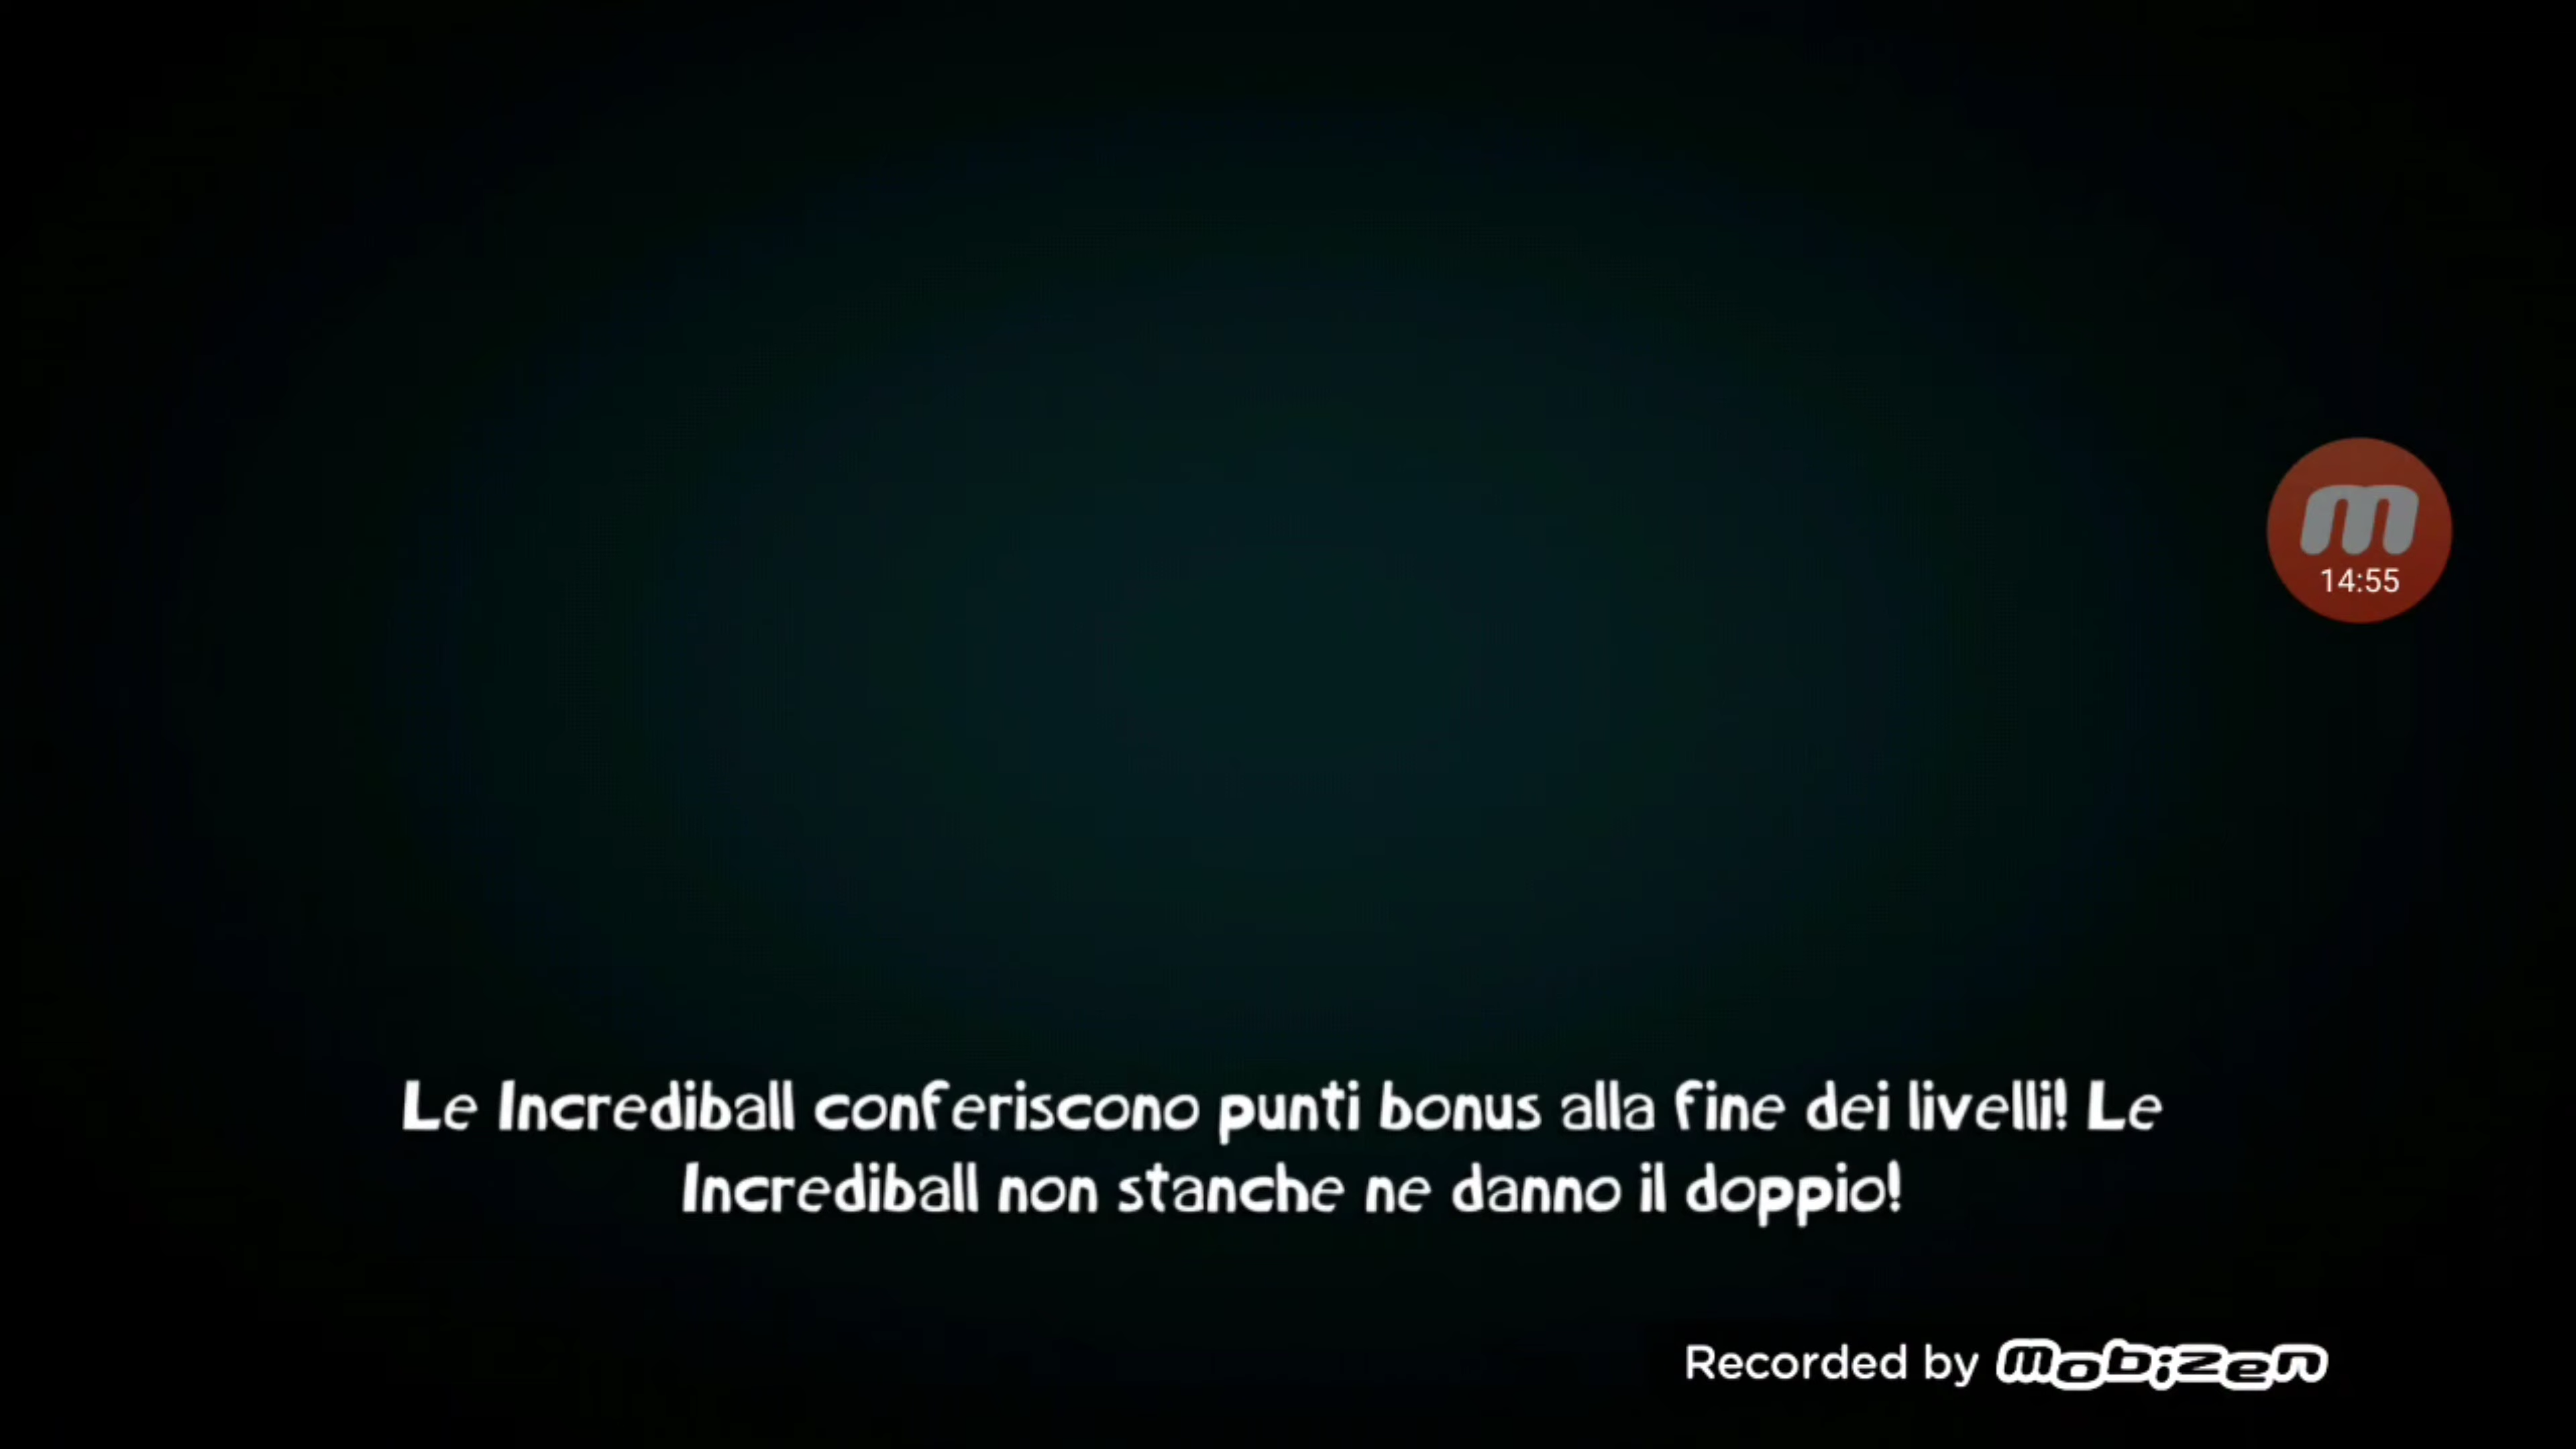 m
14:55
Le Incrediball conferiscono punti bonus alla fine dei livelli! Le
Incrediball non stanche ne danno il doppio!
Recorded by mobizen